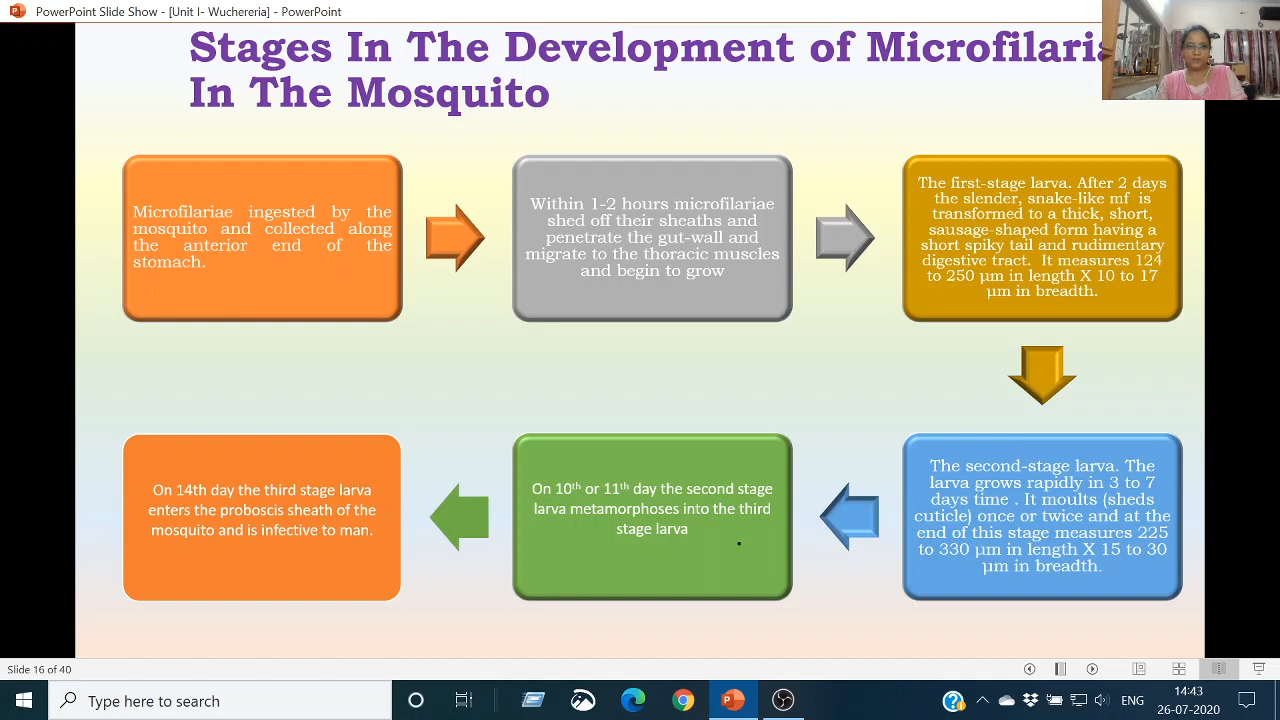 PowerPoint Slide Show - [Unit I- Wuchereria] - PowerPoint
Stages In The Development of Microfilaria
In The Mosquito
Microfilariae ingested by the
mosquito and collected along
the anterior end of the
stomach.
Within 1-2 hours microfilariae
shed off their sheaths and
penetrate the gut-wall and
migrate to the thoracic muscles
and begin to grow
The first-stage larva. After 2 days
the slender, snake-like mf is
transformed to a thick, short,
sausage-shaped form having a
short spiky tail and rudimentary
digestive tract. It measures 124
to 250 µm in length X 10 to 17
µm in breadth.
On 14th day the third stage larva
enters the proboscis sheath of the
mosquito and is infective to man.
On 10th or 11th day the second stage
larva metamorphoses into the third
stage larva
The second-stage larva. The
larva grows rapidly in 3 to 7
days time . It moults (sheds
cuticle) once or twice and at the
end of this stage measures 225
to 330 µm in length X 15 to 30
µm in breadth.
Slide 16 of 40
Type here to search
ENG
14:43
26-07-2020